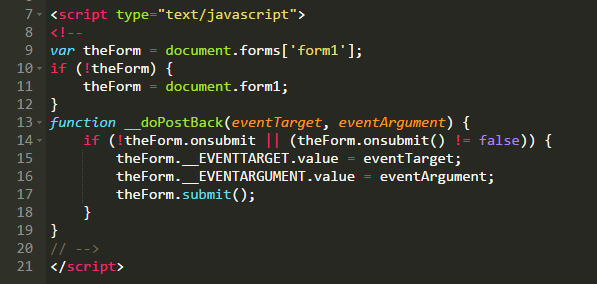 7 <script type="text/javascript">
8 <!--
9 var theForm = document.forms['form1'];
10 if (!theForm) {
11     theForm = document.form1;
12 }
13 function __doPostBack(eventTarget, eventArgument) {
14     if (!theForm.onsubmit || (theForm.onsubmit() != false)) {
15         theForm.__EVENTTARGET.value = eventTarget;
16         theForm.__EVENTARGUMENT.value = eventArgument;
17         theForm.submit();
18     }
19 }
20 // -->
21 </script>